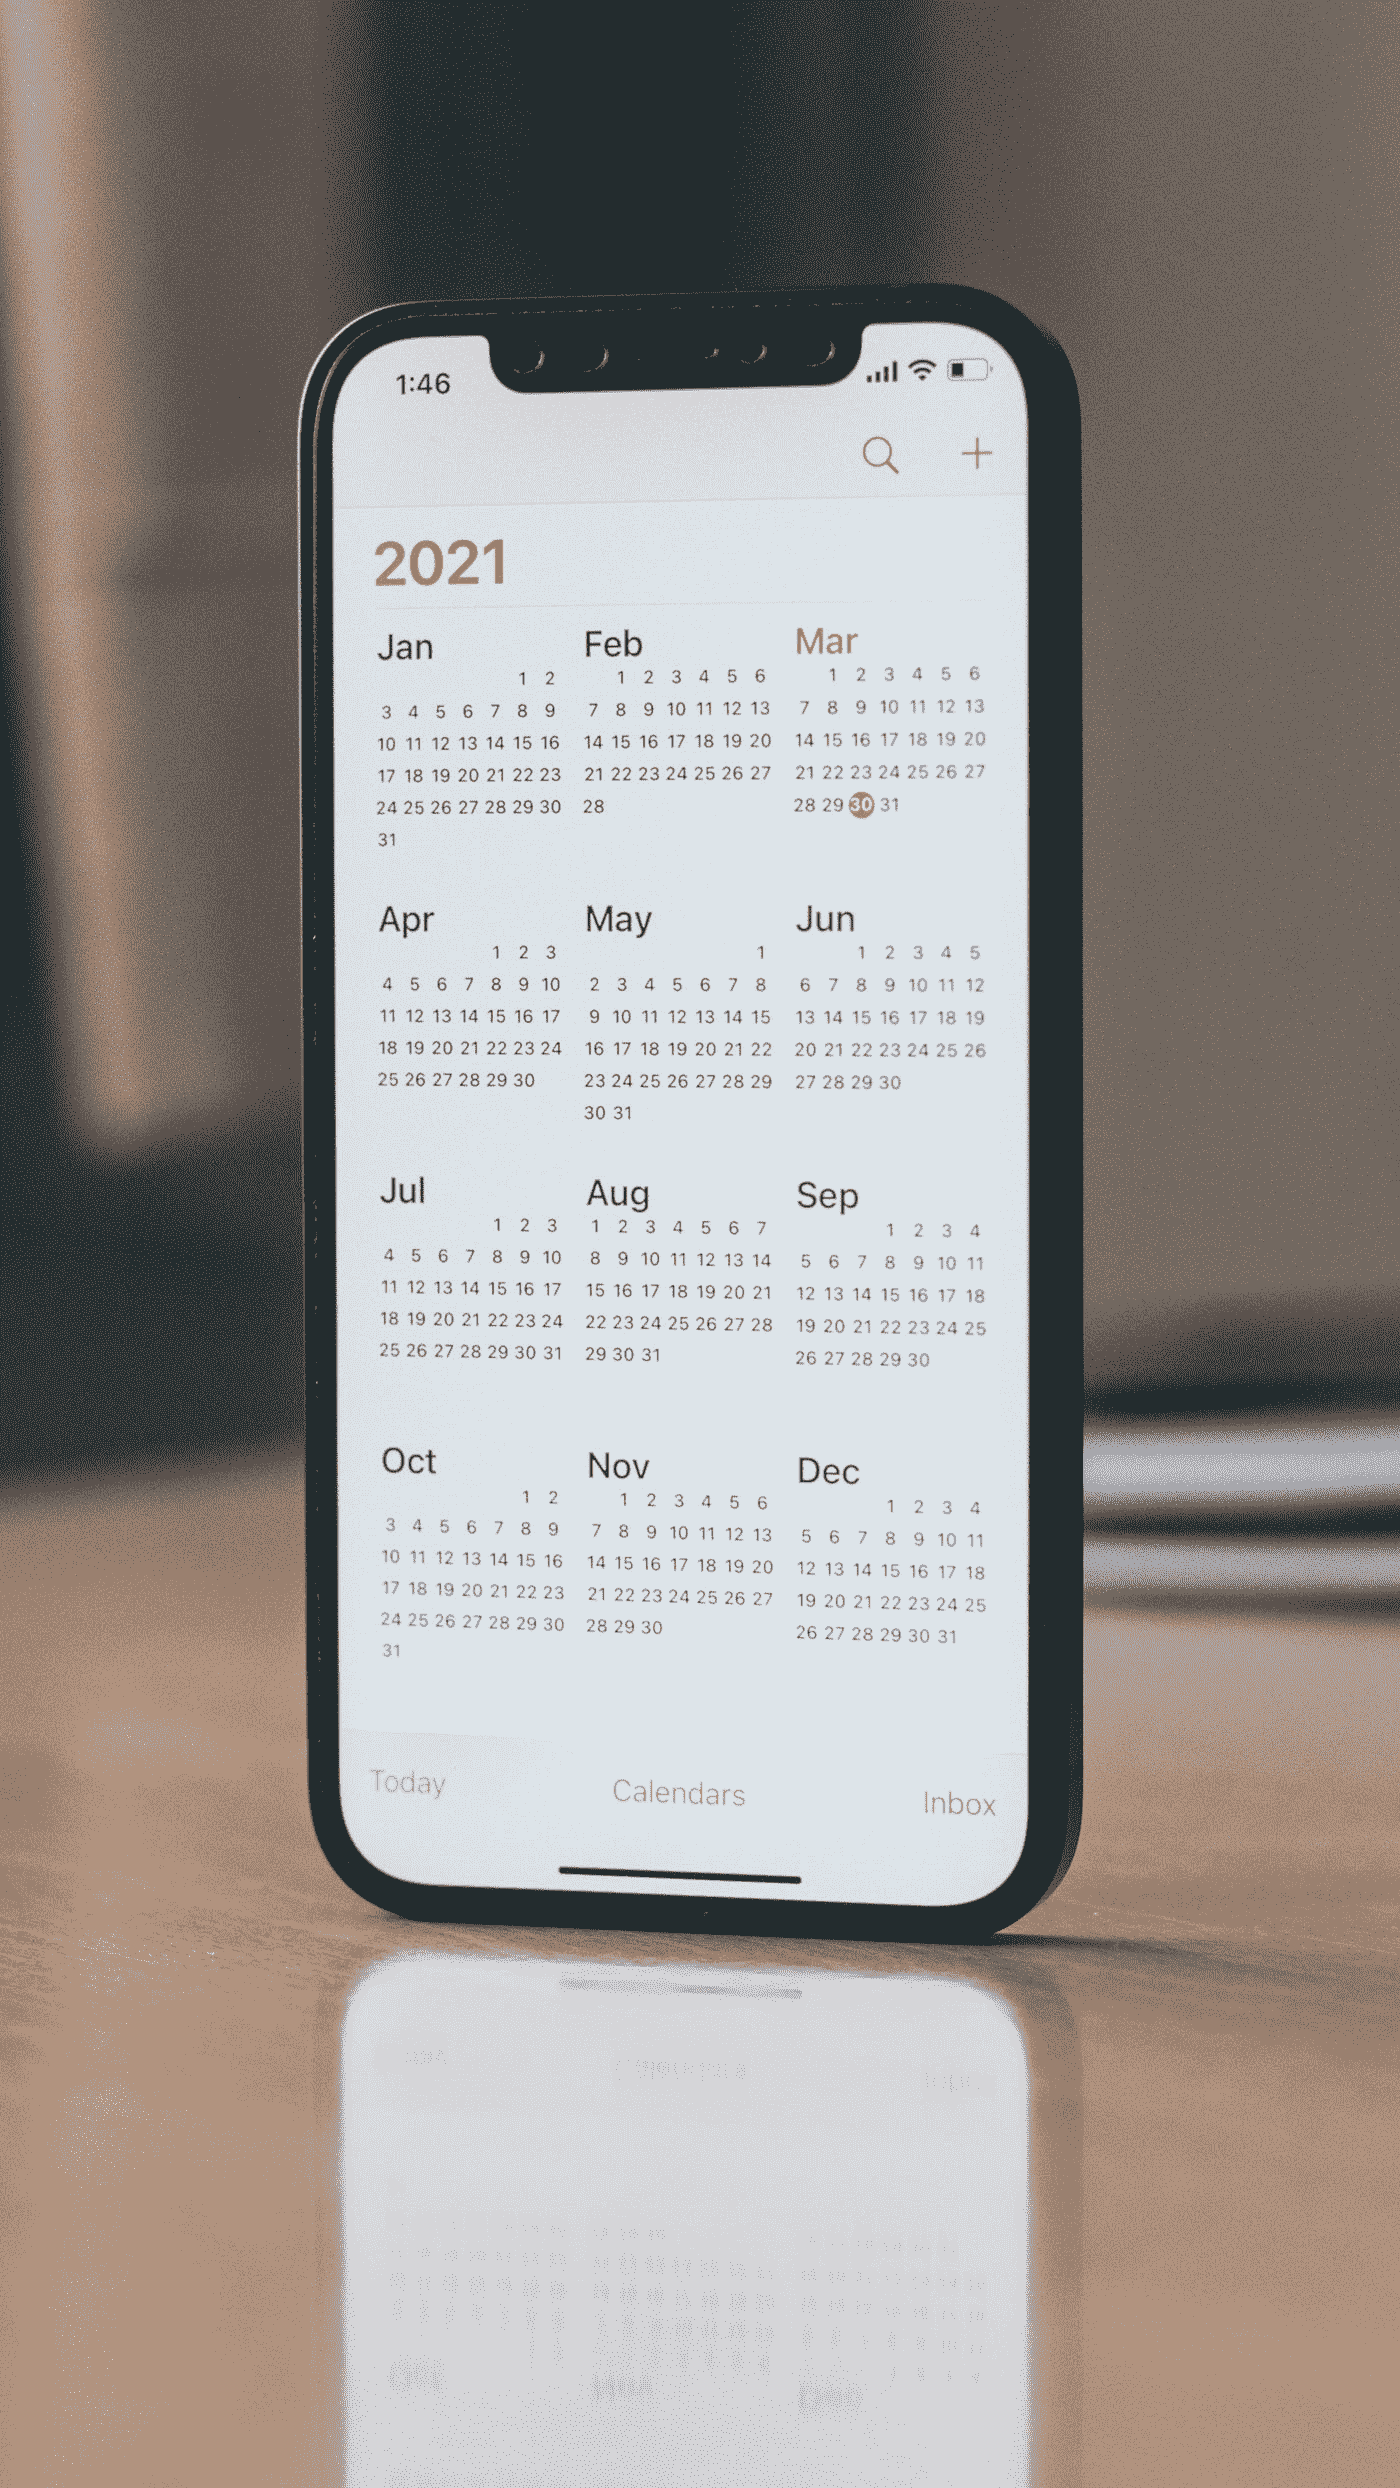 1:46
2021
Jan Feb Mar
1 2 1 2 3 4 5 6 1 2 3 4 5 6
3 4 5 6 7 8 9 7 8 9 10 11 12 13 7 8 9 10 11 12 13
10 11 12 13 14 15 16 14 15 16 17 18 19 20 14 15 16 17 18 19 20
17 18 19 20 21 22 23 21 22 23 24 25 26 27 21 22 23 24 25 26 27
24 25 26 27 28 29 30 28 28 29 30 31
31
Apr May Jun
1 2 3 1 1 2 3 4 5
4 5 6 7 8 9 10 2 3 4 5 6 7 8 6 7 8 9 10 11 12
11 12 13 14 15 16 17 9 10 11 12 13 14 15 13 14 15 16 17 18 19
18 19 20 21 22 23 24 16 17 18 19 20 21 22 20 21 22 23 24 25 26
25 26 27 28 29 30 23 24 25 26 27 28 29 27 28 29 30
30 31
Jul Aug Sep
1 2 3 1 2 3 4 5 6 7 1 2 3 4
4 5 6 7 8 9 10 8 9 10 11 12 13 14 5 6 7 8 9 10 11
11 12 13 14 15 16 17 15 16 17 18 19 20 21 12 13 14 15 16 17 18
18 19 20 21 22 23 24 22 23 24 25 26 27 28 19 20 21 22 23 24 25
25 26 27 28 29 30 31 29 30 31 26 27 28 29 30
Oct Nov Dec
1 2 1 2 3 4 5 6 1 2 3 4
3 4 5 6 7 8 9 7 8 9 10 11 12 13 5 6 7 8 9 10 11
10 11 12 13 14 15 16 14 15 16 17 18 19 20 12 13 14 15 16 17 18
17 18 19 20 21 22 23 21 22 23 24 25 26 27 19 20 21 22 23 24 25
24 25 26 27 28 29 30 28 29 30 26 27 28 29 30 31
31
Today Calendars Inbox